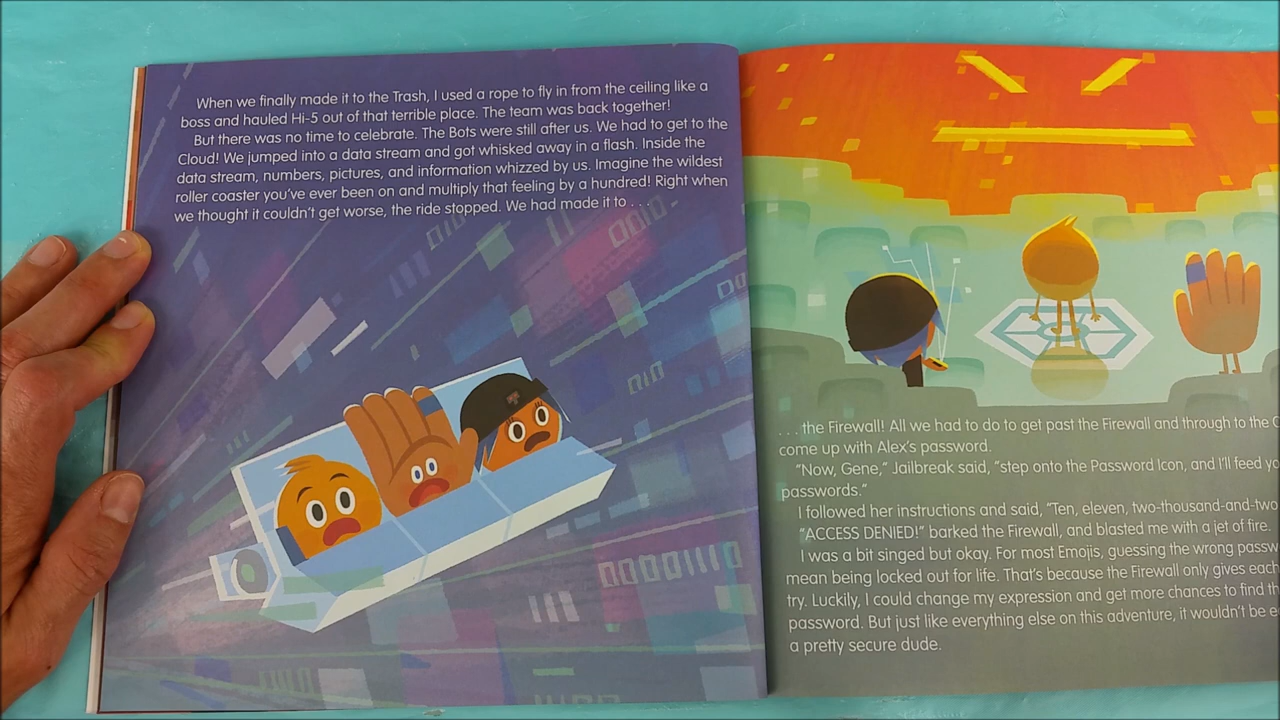 When we finally made it to the Trash, I used a rope to fly in from the ceiling like a
boss and hauled Hi-5 out of that terrible place. The team was back together!
But there was no time to celebrate. The Bots were still after us. We had to get to the
Cloud! We jumped into a data stream and got whisked away in a flash. Inside the
data stream, numbers, pictures, and information whizzed by us. Imagine the wildest
roller coaster you've ever been on and multiply that feeling by a hundred! Right when
we thought it couldn't get worse, the ride stopped. We had made it to . . .
. . . the Firewall! All we had to do to get past the Firewall and through to the
come up with Alex's password.
"Now, Gene," Jailbreak said, "step onto the Password Icon, and I'll feed
passwords."
I followed her instructions and said, "Ten, eleven, two-thousand-and-two
"ACCESS DENIED!" barked the Firewall, and blasted me with a jet of fire.
I was a bit singed but okay. For most Emojis, guessing the wrong
mean being locked out for life. That's because the Firewall only gives each
try. Luckily, I could change my expression and get more chances to find
password. But just like everything else on this adventure, it wouldn't be
a pretty secure dude.